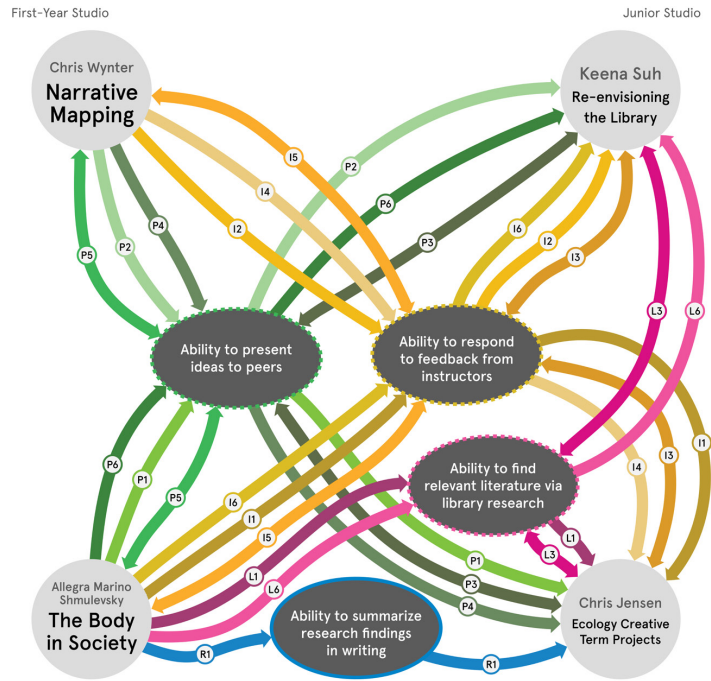 First-Year Studio
Junior Studio
Chris Wynter
Narrative
Mapping
Keena Suh
Re-envisioning
the Library
I5
P2
I4
P6
I2
P4
P2
P5
P3
I6
I2
I3
L3
L6
Ability to present
ideas to peers
Ability to respond
to feedback from
instructors
I1
I3
I4
P6
P1
P5
I6
I1
I5
L1
L6
Ability to find
relevant literature via
library research
L1
L3
P1
P3
P4
Allegra Marino
Shmulevsky
The Body
in Society
Ability to summarize
research findings
in writing
Chris Jensen
Ecology Creative
Term Projects
R1
R1